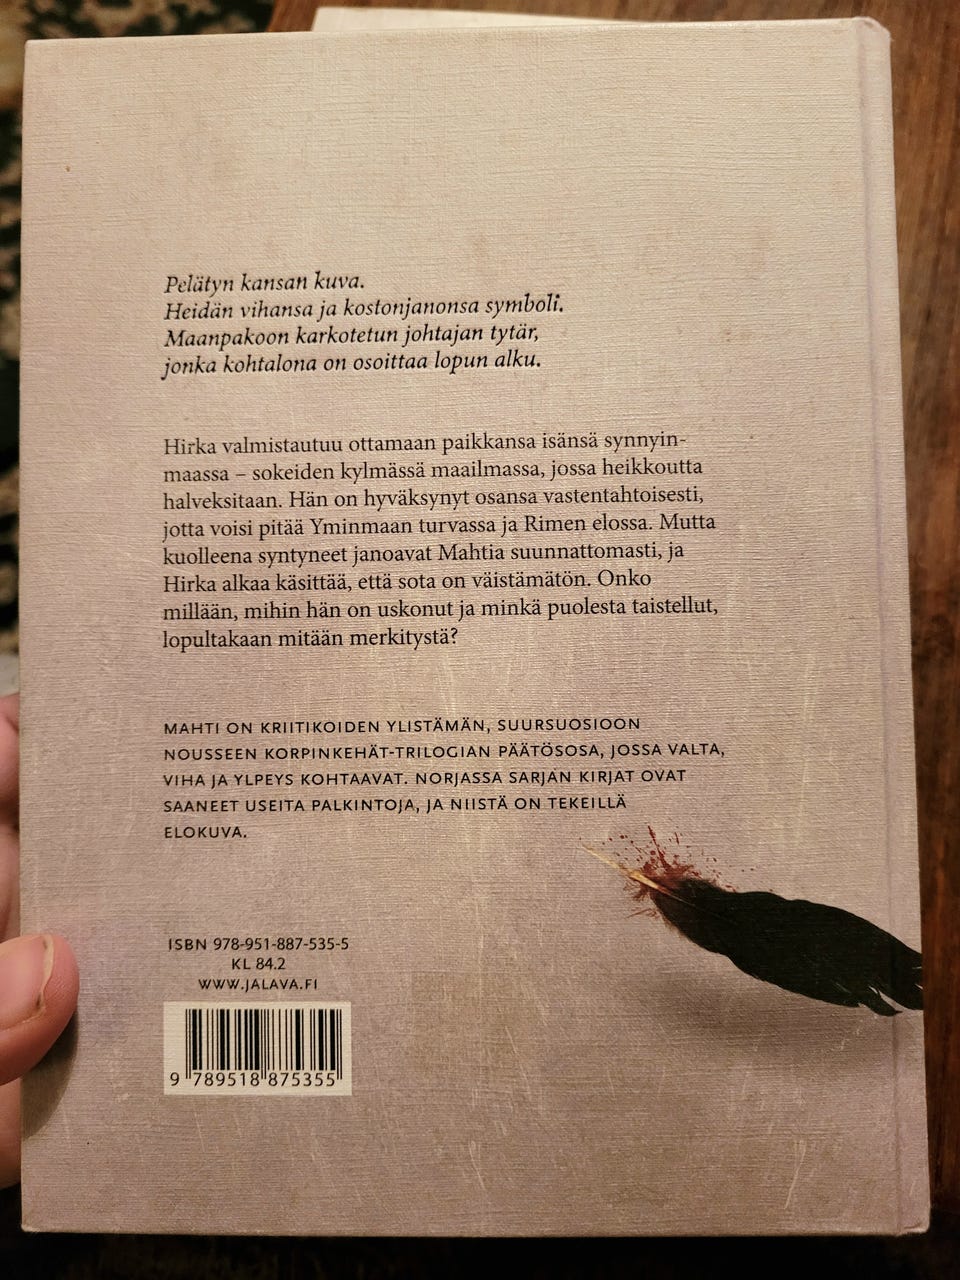 Pelätyn kansan kuva.
Heidän vihansa ja kostonjanonsa symboli.
Maanpakoon karkotetun johtajan tytär,
jonka kohtalona on osoittaa lopun alku.
Hirka valmistautuu ottamaan paikkansa isänsä synnyin-
maassa – sokeiden kylmässä maailmassa, jossa heikkoutta
halveksitaan. Hän on hyväksynyt osansa vastentahtoisesti,
jotta voisi pitää Yminmaan turvassa ja Rimen elossa. Mutta
kuolleena syntyneet janoavat Mahtia suunnattomasti, ja
Hirka alkaa käsittää, että sota on väistämätön. Onko
millään, mihin hän on uskonut ja minkä puolesta taistellut,
lopultakaan mitään merkitystä?
MAHTI ON KRIITIKOIDEN YLISTÄMÄN, SUURSUOSIOON
NOUSSEEN KORPINKEHÄT-TRILOGIAN PÄÄTÖSOSA, JOSSA VALTA,
VIHA JA YLPEYS KOHTAAVAT. NORJASSA SARJAN KIRJAT OVAT
SAANEET USEITA PALKINTOJA, JA NIISTÄ ON TEKEILLÄ
ELOKUVA.
ISBN 978-951-887-535-5
KL 84.2
WWW.JALAVA.FI
9 789518 875355